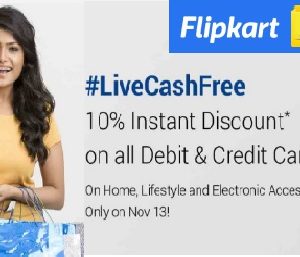 Flipkart
#LiveCashFree
10% Instant Discount*
on all Debit & Credit Car
On Home, Lifestyle and Electronic Access
Only on Nov 13!